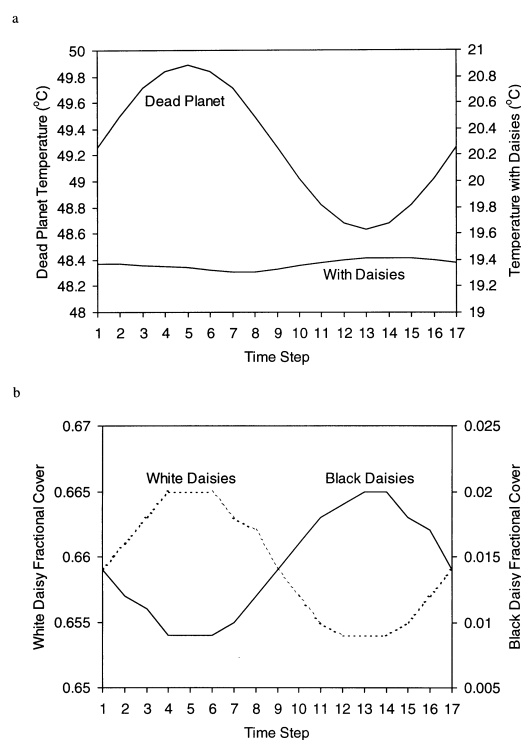 a
50
49.8
49.6
49.4
49.2
49
48.8
48.6
48.4
48.2
48
Dead Planet Temperature (°C)
Dead Planet
With Daisies
21
20.8
20.6
20.4
20.2
20
19.8
19.6
19.4
19.2
19
Temperature with Daisies (°C)
1 2 3 4 5 6 7 8 9 10 11 12 13 14 15 16 17
Time Step
b
0.67
0.665
0.66
0.655
0.65
White Daisy Fractional Cover
White Daisies
Black Daisies
0.025
0.02
0.015
0.01
0.005
Black Daisy Fractional Cover
1 2 3 4 5 6 7 8 9 10 11 12 13 14 15 16 17
Time Step